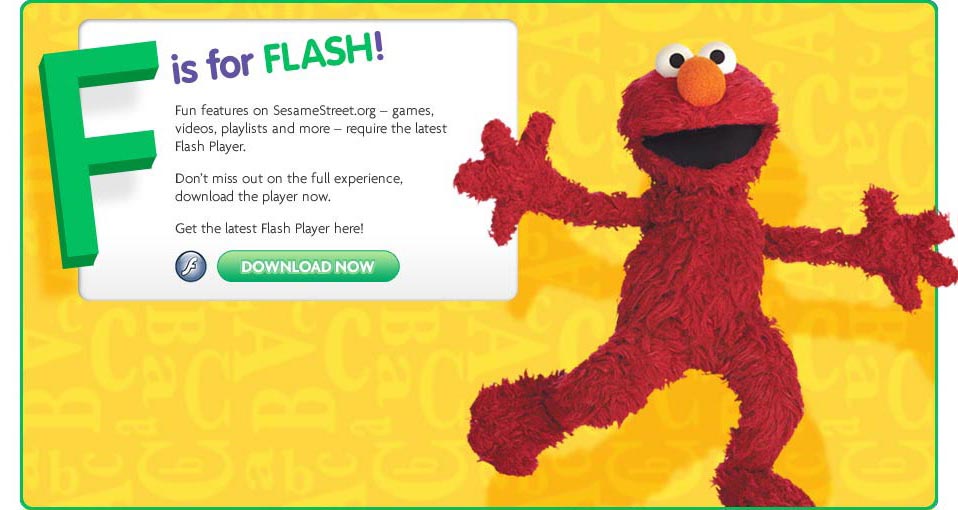 F is for FLASH!
Fun features on SesameStreet.org – games,
videos, playlists and more – require the latest
Flash Player.
Don't miss out on the full experience,
download the player now.
Get the latest Flash Player here!
DOWNLOAD NOW